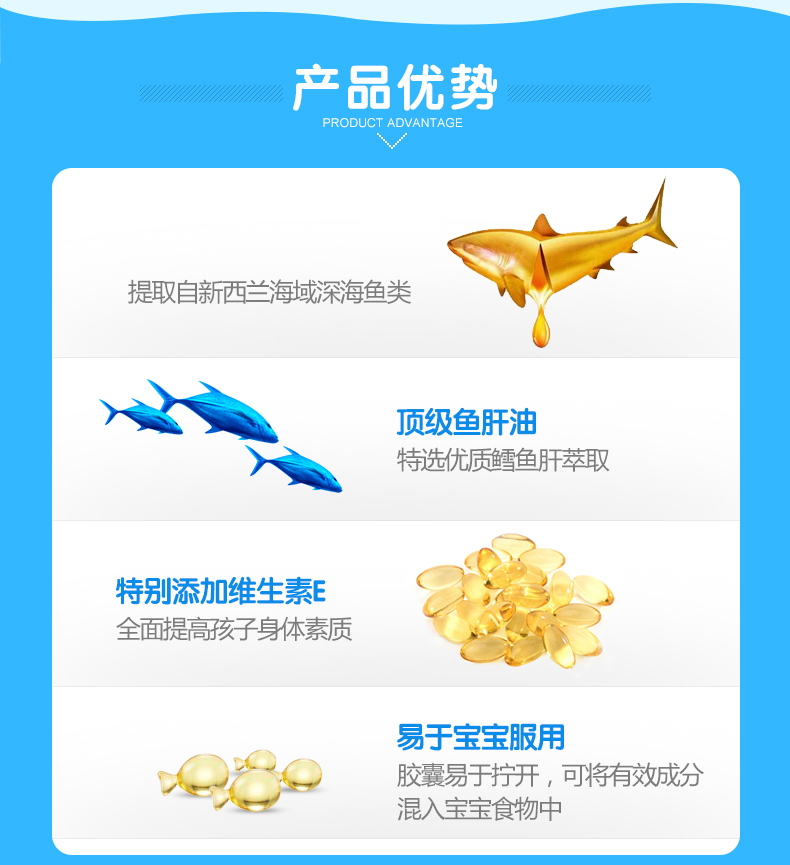 产品优势
PRODUCT ADVANTAGE
提取自新西兰海域深海鱼类
顶级鱼肝油
特选优质鳕鱼肝萃取
特别添加维生素E
全面提高孩子身体素质
易于宝宝服用
胶囊易于拧开，可将有效成分
混入宝宝食物中